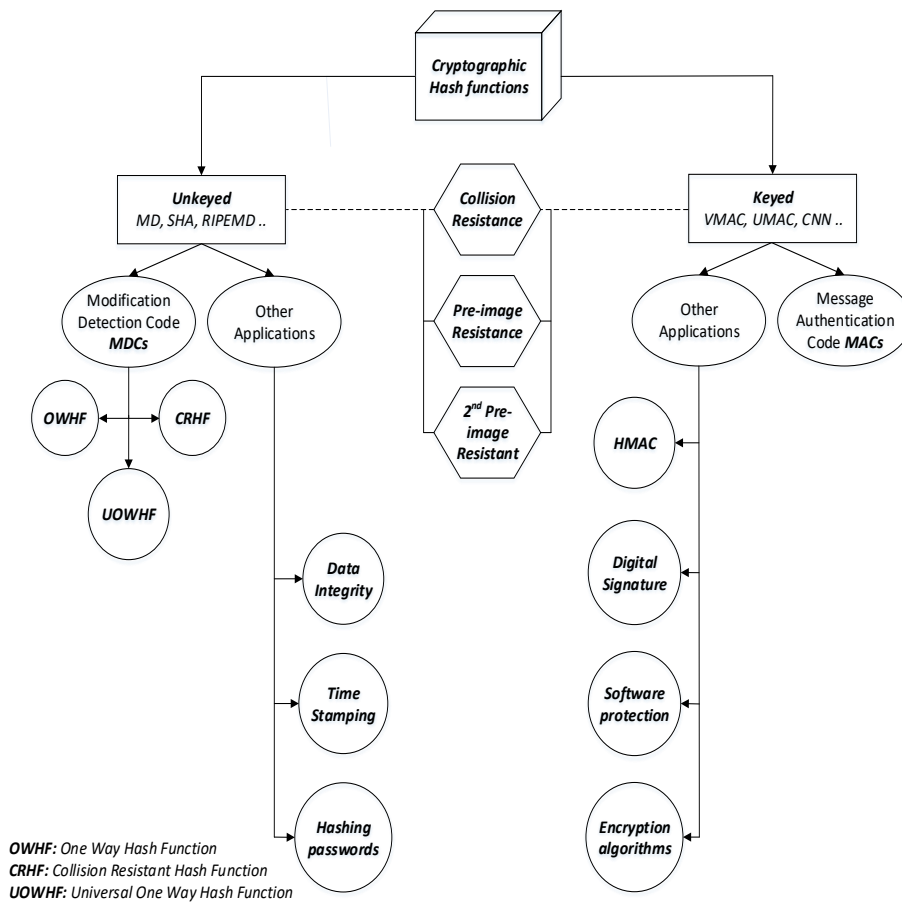 Cryptographic
Hash functions
Unkeyed
MD, SHA, RIPEMD ..
Collision
Resistance
Keyed
VMAC, UMAC, CNN ..
Modification
Detection Code
MDCs
Other
Applications
Pre-image
Resistance
Other
Applications
Message
Authentication
Code MACs
OWHF
CRHF
2nd Pre-
image
Resistant
HMAC
UOWHF
Data
Integrity
Digital
Signature
Time
Stamping
Software
protection
Hashing
passwords
Encryption
algorithms
OWHF: One Way Hash Function
CRHF: Collision Resistant Hash Function
UOWHF: Universal One Way Hash Function